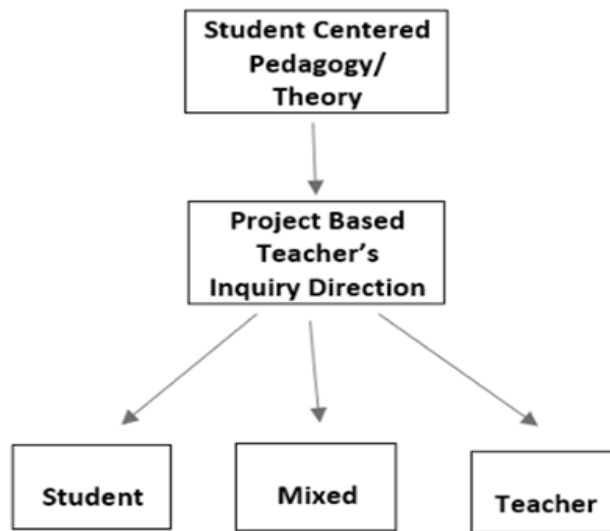 Student Centered
Pedagogy/
Theory
Project Based
Teacher’s
Inquiry Direction
Student
Mixed
Teacher